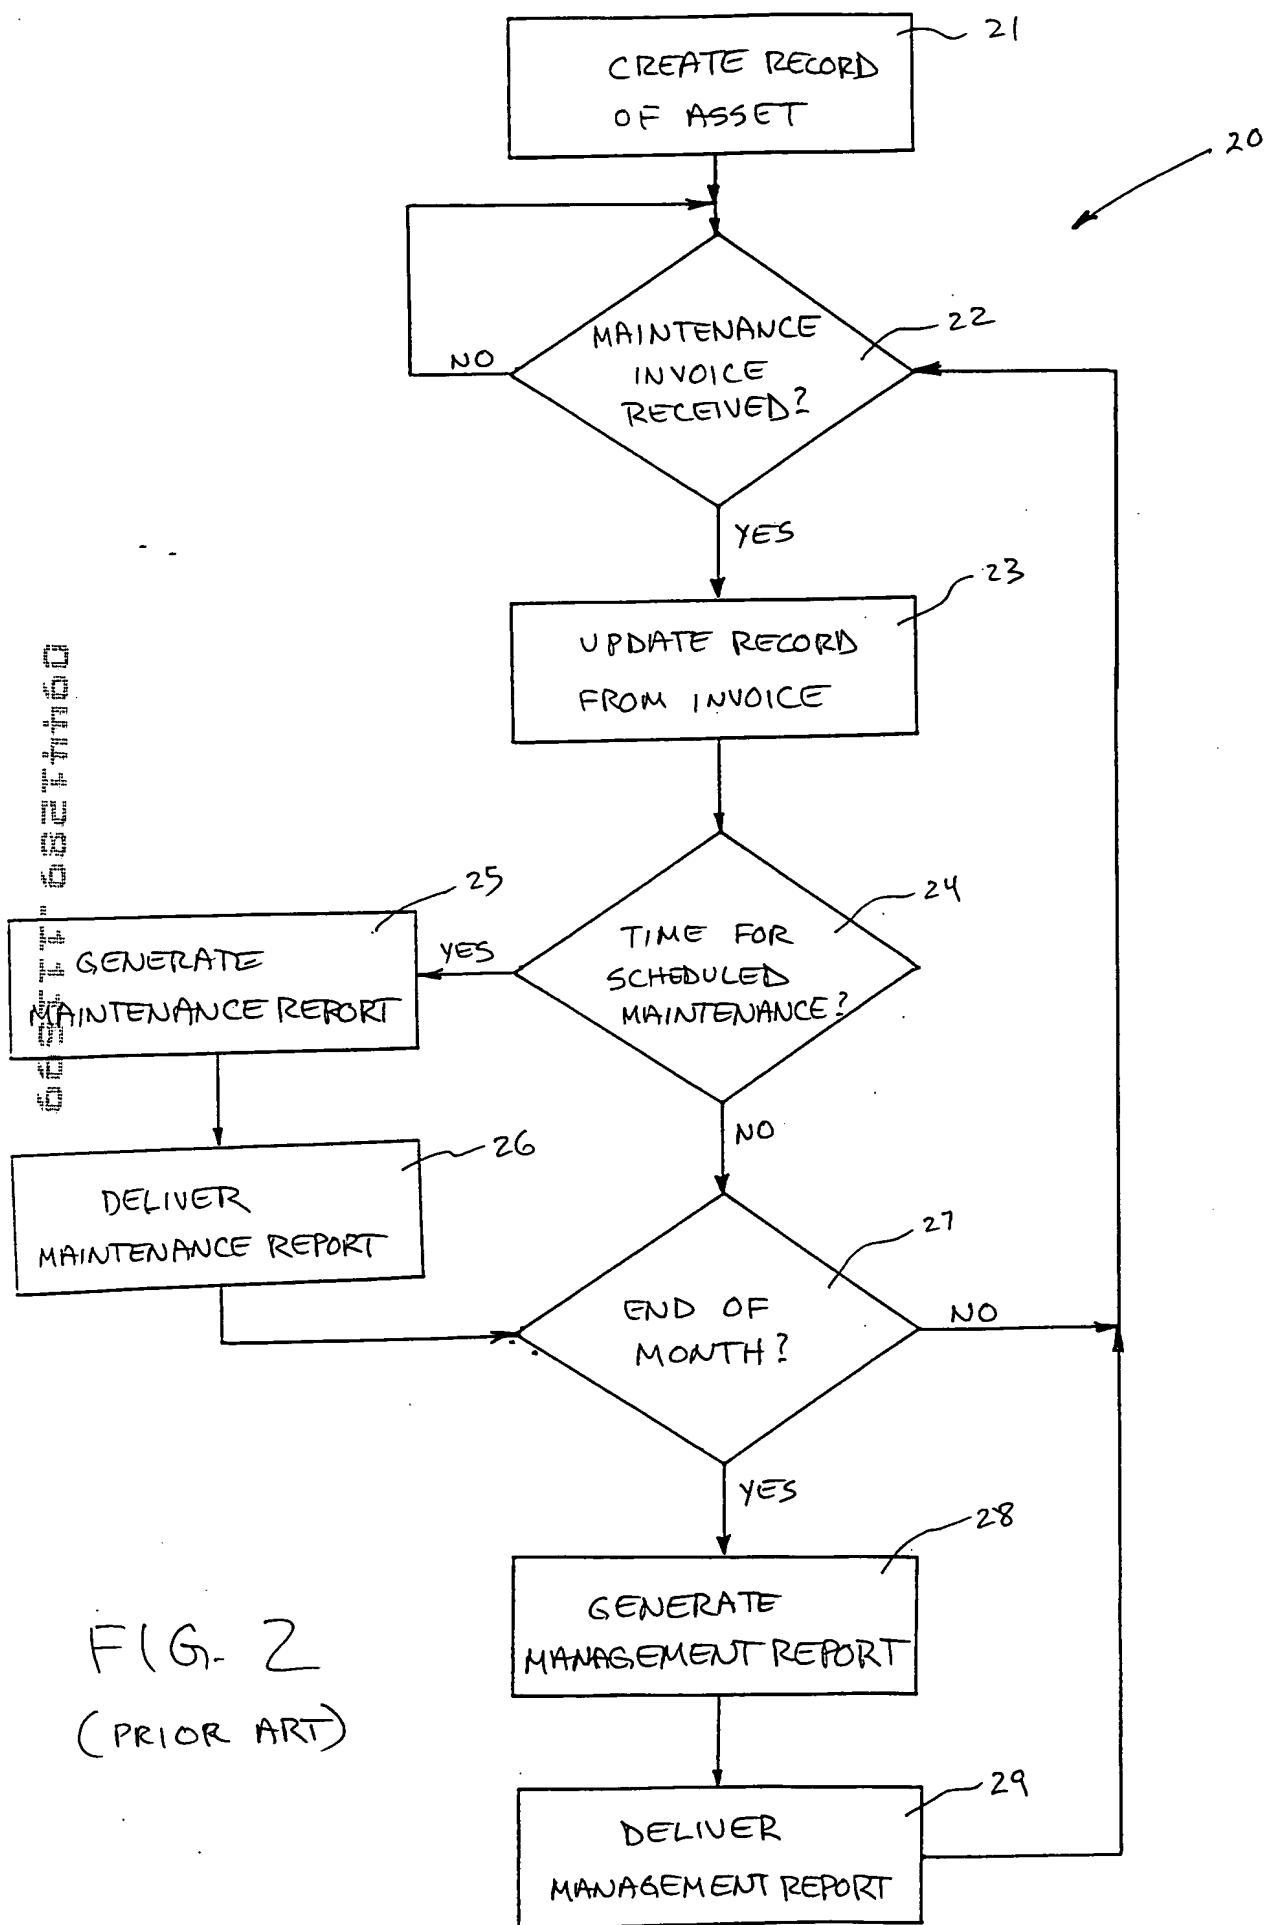 21
CREATE RECORD
OF ASSET
20
22
MAINTENANCE
INVOICE
RECEIVED?
NO
YES
23
UPDATE RECORD
FROM INVOICE
24
TIME FOR
SCHEDULED
MAINTENANCE?
YES
25
GENERATE
MAINTENANCE REPORT
26
DELIVER
MAINTENANCE REPORT
NO
27
END OF
MONTH?
NO
YES
28
GENERATE
MANAGEMENT REPORT
29
DELIVER
MANAGEMENT REPORT
FIG. 2
(PRIOR ART)
09441289.111599